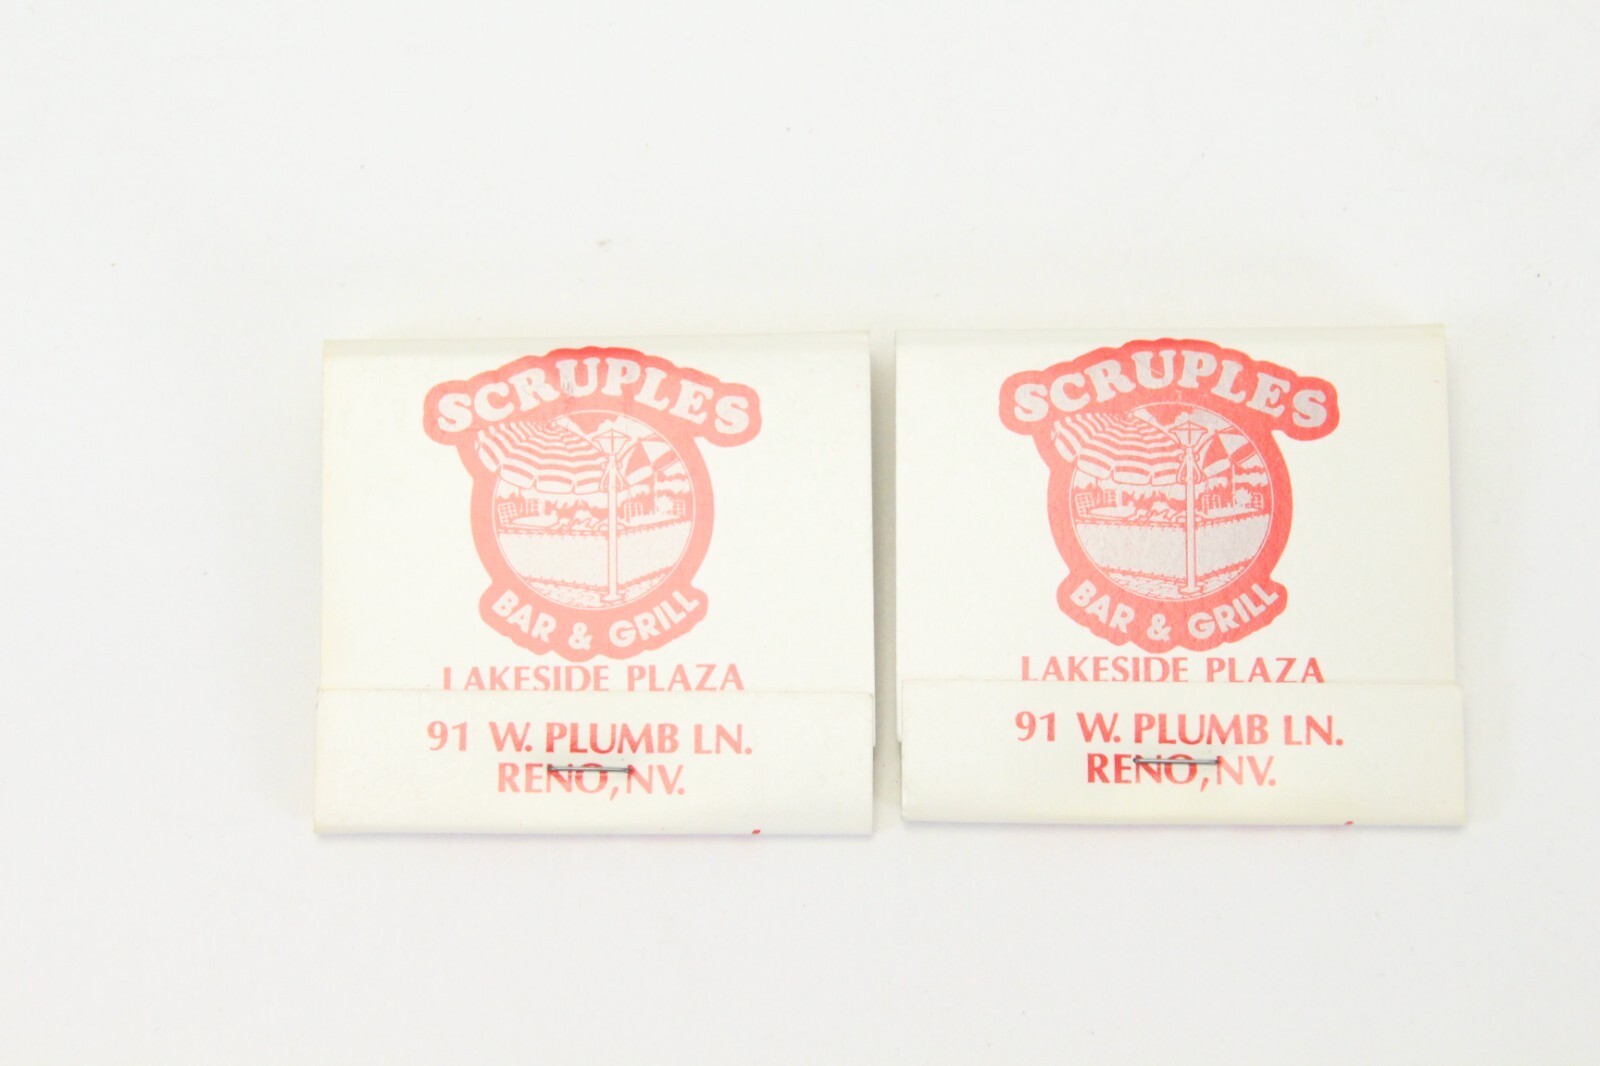 SCRUPLES
BAR & GRILL
LAKESIDE PLAZA
91 W. PLUMB LN.
RENO, NV.
SCRUPLES
BAR & GRILL
LAKESIDE PLAZA
91 W. PLUMB LN.
RENO, NV.